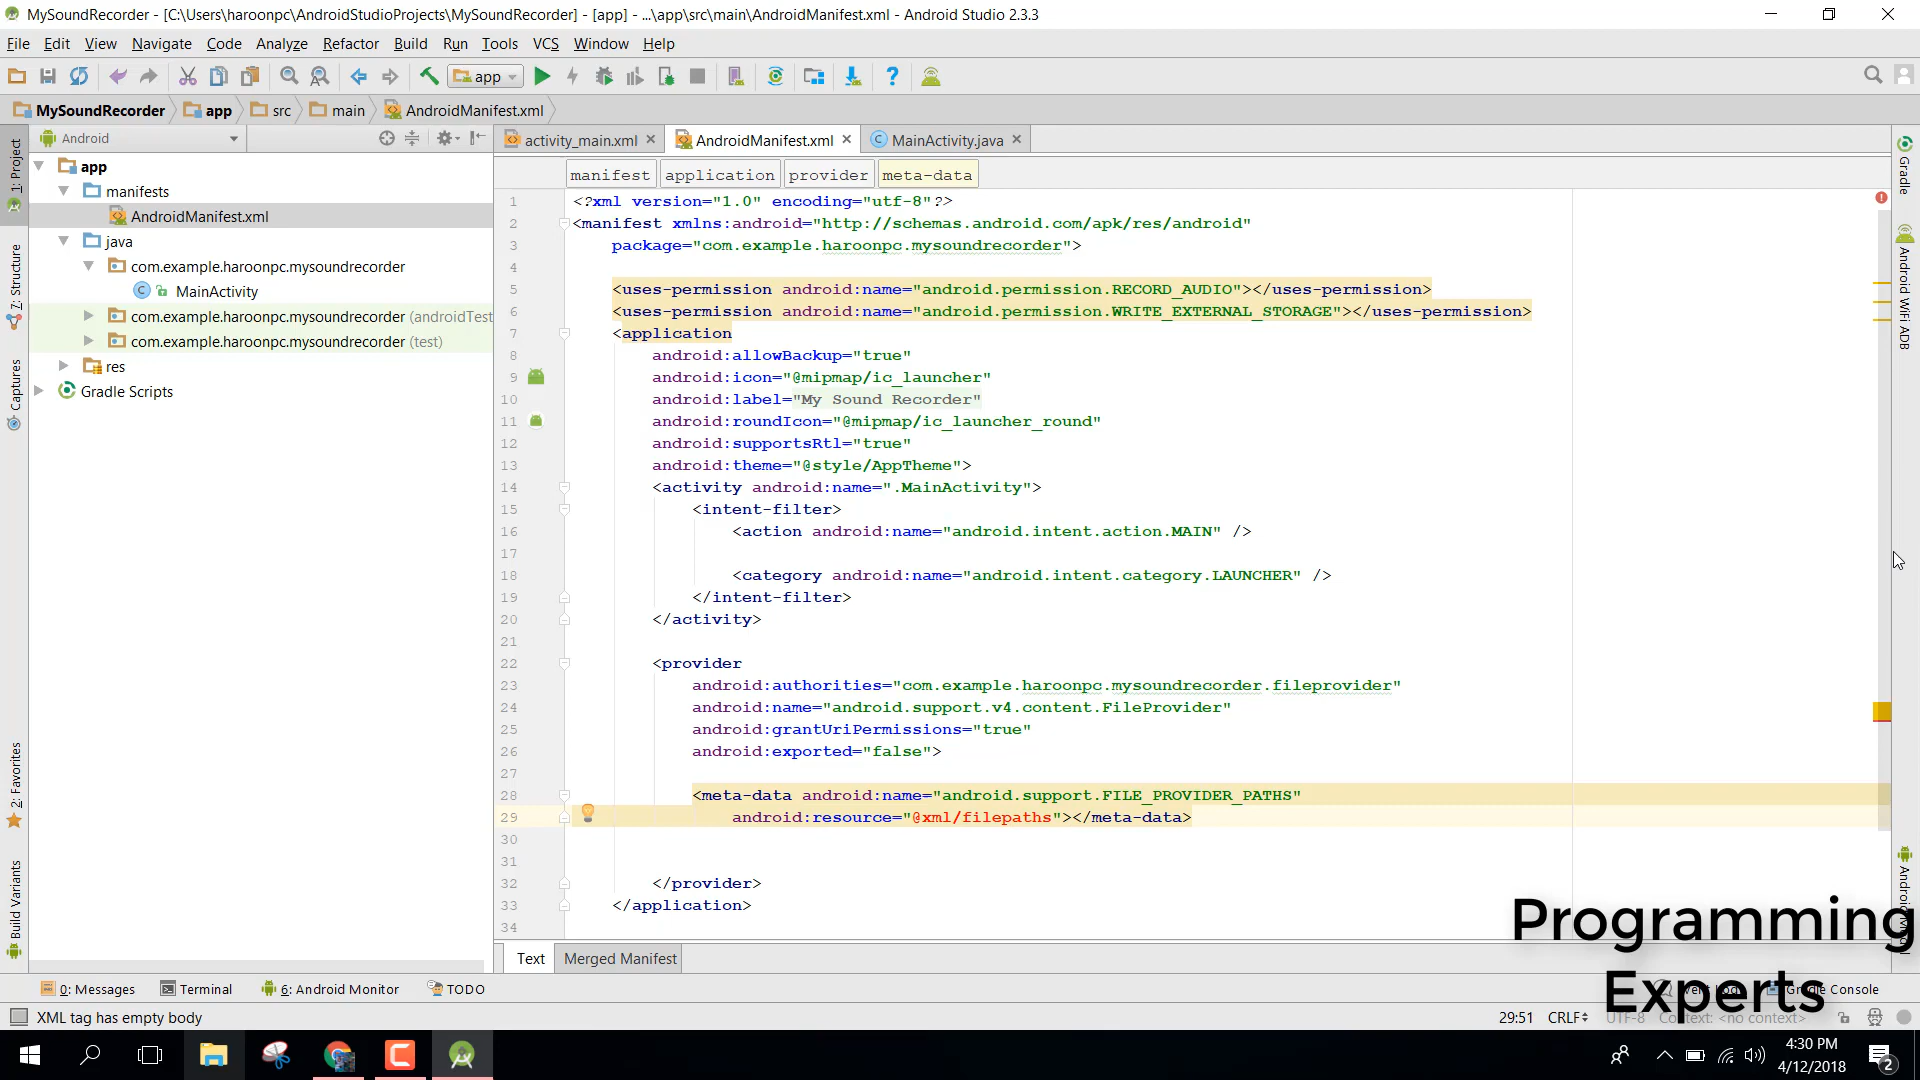 MySoundRecorder - [C:\Users\haroonpc\AndroidStudioProjects\MySoundRecorder] - [app] - ...\app\src\main\AndroidManifest.xml - Android Studio 2.3.3
File Edit View Navigate Code Analyze Refactor Build Run Tools VCS Window Help
app
MySoundRecorder app src main AndroidManifest.xml
Android
activity_main.xml AndroidManifest.xml MainActivity.java
manifest application provider meta-data
1: Project
7: Structure
Captures
2: Favorites
Build Variants
app
manifests
AndroidManifest.xml
java
com.example.haroonpc.mysoundrecorder
MainActivity
com.example.haroonpc.mysoundrecorder (androidTest
com.example.haroonpc.mysoundrecorder (test)
res
Gradle Scripts
1 <?xml version="1.0" encoding="utf-8"?>
2 <manifest xmlns:android="http://schemas.android.com/apk/res/android"
3 package="com.example.haroonpc.mysoundrecorder">
4
5 <uses-permission android:name="android.permission.RECORD_AUDIO"></uses-permission>
6 <uses-permission android:name="android.permission.WRITE_EXTERNAL_STORAGE"></uses-permission>
7 <application
8 android:allowBackup="true"
9 android:icon="@mipmap/ic_launcher"
10 android:label="My Sound Recorder"
11 android:roundIcon="@mipmap/ic_launcher_round"
12 android:supportsRtl="true"
13 android:theme="@style/AppTheme">
14 <activity android:name=".MainActivity">
15 <intent-filter>
16 <action android:name="android.intent.action.MAIN" />
17
18 <category android:name="android.intent.category.LAUNCHER" />
19 </intent-filter>
20 </activity>
21
22 <provider
23 android:authorities="com.example.haroonpc.mysoundrecorder.fileprovider"
24 android:name="android.support.v4.content.FileProvider"
25 android:grantUriPermissions="true"
26 android:exported="false">
27
28 <meta-data android:name="android.support.FILE_PROVIDER_PATHS"
29 android:resource="@xml/filepaths"></meta-data>
30
31
32 </provider>
33 </application>
34
Gradle
Android WiFi ADB
Programming
Experts
Text Merged Manifest
0: Messages Terminal 6: Android Monitor TODO Gradle Console
XML tag has empty body 29:51 CRLF UTF-8 Context: <no context>
4:30 PM
4/12/2018
2